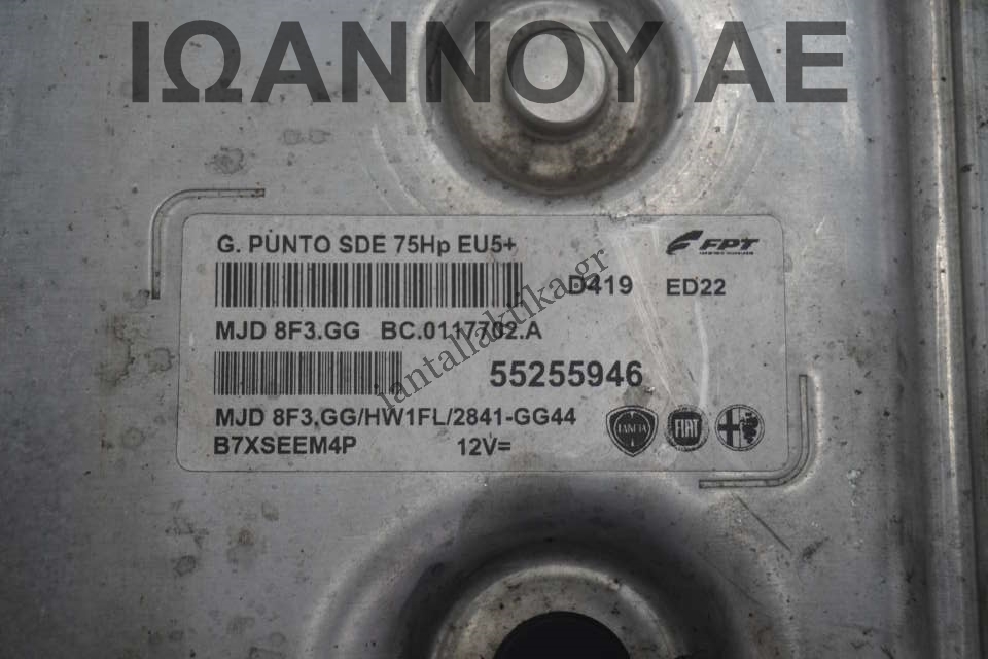 ΙΩΑΝΝΟΥ ΑΕ
G. PUNTO SDE 75Hp EU5+
FPT
D419 ED22
MJD 8F3.GG BC.0117702.A
55255946
MJD 8F3.GG/HW1FL/2841-GG44
LANCIA FIAT
B7XSEEM4P 12V=
iantallaktika.gr